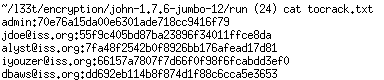 ~/l33t/encryption/john-1.7.6-jumbo-12/run (24) cat tocrack.txt
admin:70e76a15da00e6301ade718cc9416f79
jdoe@iss.org:55f9c405bd87ba23896f34011ffce8da
alyst@iss.org:7fa48f2542b0f8926bb176afead17d81
iyouzer@iss.org:66157a7807f7d66f0f98f6fcabdd3ef0
dbaws@iss.org:dd692eb114b8f874d1f88c6cca5e3653